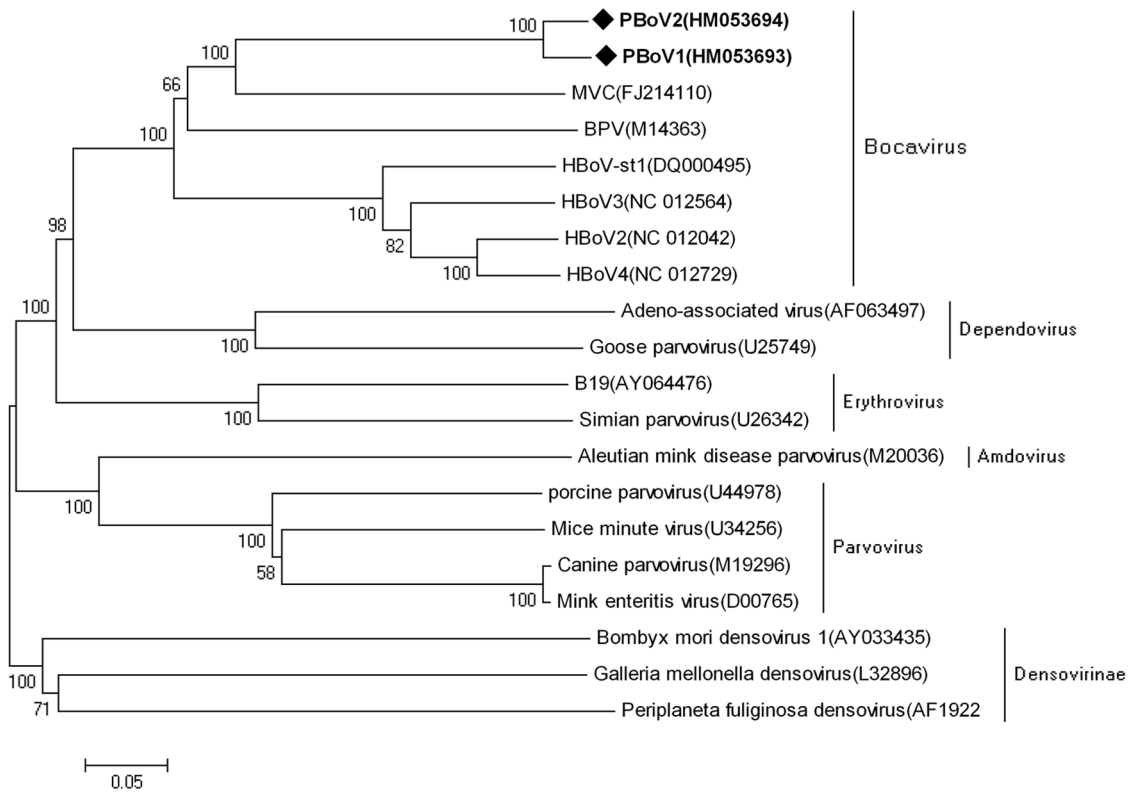 100
PBoV2(HM053694)
PBoV1(HM053693)
100
MVC(FJ214110)
66
BPV(M14363)
100
HBoV-st1(DQ000495)
100
HBoV3(NC 012564)
82
HBoV2(NC 012042)
100
HBoV4(NC 012729)
Bocavirus
98
Adeno-associated virus(AF063497)
100
Goose parvovirus(U25749)
Dependovirus
100
B19(AY064476)
100
Simian parvovirus(U26342)
Erythrovirus
Aleutian mink disease parvovirus(M20036)
Amdovirus
100
porcine parvovirus(U44978)
100
Mice minute virus(U34256)
58
Canine parvovirus(M19296)
100
Mink enteritis virus(D00765)
Parvovirus
Bombyx mori densovirus 1(AY033435)
100
Galleria mellonella densovirus(L32896)
71
Periplaneta fuliginosa densovirus(AF1922
Densovirinae
0.05